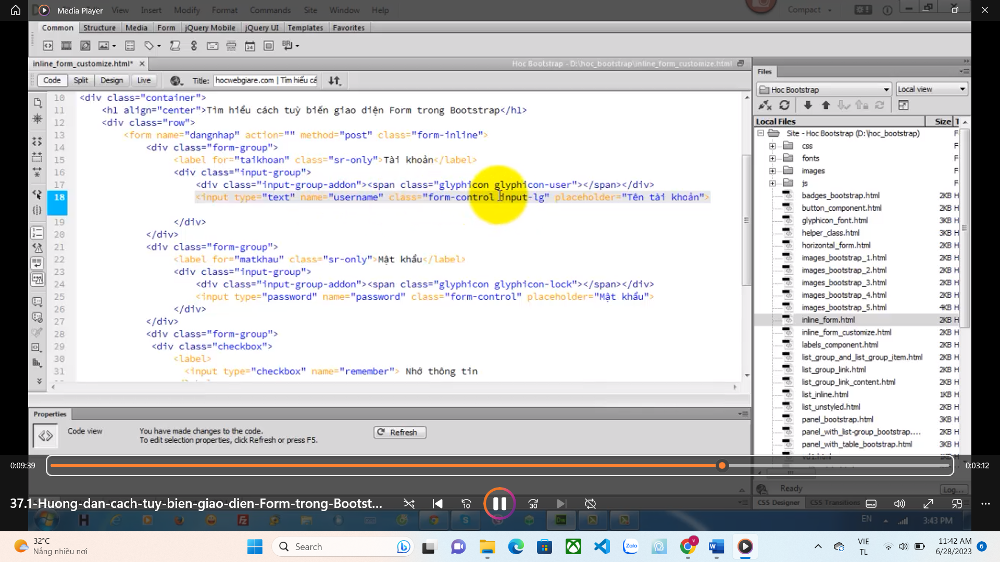 Media Player
View Insert Modify Format Commands Site Window Help
Compact
Common Structure Media Form jQuery Mobile jQuery UI Templates Favorites
inline_form_customize.html*
Hoc Bootstrap - D:\hoc_bootstrap\inline_form_customize.html
Code Split Design Live Title: hocwebgiare.com | Tìm hiểu cá
10 <div class="container">
11 <h1 align="center">Tìm hiểu cách tuỳ biến giao diện Form trong Bootstrap</h1>
12 <div class="row">
13 <form name="dangnhap" action="" method="post" class="form-inline">
14 <div class="form-group">
15 <label for="taikhoan" class="sr-only">Tài khoản</label>
16 <div class="input-group">
17 <div class="input-group-addon"><span class="glyphicon glyphicon-user"></span></div>
18 <input type="text" name="username" class="form-control input-lg" placeholder="Tên tài khoản">
19 </div>
20 </div>
21 <div class="form-group">
22 <label for="matkhau" class="sr-only">Mật khẩu</label>
23 <div class="input-group">
24 <div class="input-group-addon"><span class="glyphicon glyphicon-lock"></span></div>
25 <input type="password" name="password" class="form-control" placeholder="Mật khẩu">
26 </div>
27 </div>
28 <div class="form-group">
29 <div class="checkbox">
30 <label>
31 <input type="checkbox" name="remember"> Nhớ thông tin
Files
Hoc Bootstrap Local view
Local Files Size T
Site - Hoc Bootstrap (D:\hoc_bootstrap) F
css F
fonts F
images F
js F
badges_bootstrap.html 2KB H
button_component.html 2KB H
glyphicon_font.html 3KB H
helper_class.html 3KB H
horizontal_form.html 2KB H
images_bootstrap_1.html 2KB H
images_bootstrap_2.html 2KB H
images_bootstrap_3.html 2KB H
images_bootstrap_4.html 2KB H
images_bootstrap_5.html 4KB H
inline_form.html 2KB H
inline_form_customize.html 2KB H
labels_component.html 2KB H
list_group_and_list_group_item.html 2KB H
list_group_link.html 2KB H
list_group_link_content.html 2KB H
list_inline.html 1KB H
list_unstyled.html 2KB H
panel_bootstrap.html 3KB H
panel_with_list-group_bootstrap.... 2KB H
panel_with_table_bootstrap.html 3KB H
Properties
Code view
You have made changes to the code.
To edit selection properties, click Refresh or press F5.
Refresh
0:09:39 0:03:12
Ready Log...
37.1-Huong-dan-cach-tuy-bien-giao-dien-Form-trong-Bootst...
10 30
CSS Designer CSS Transitions
EN 3:43 PM
32°C
Nắng nhiều nơi
Search
Zalo
VIE
TL
11:42 AM
6/28/2023
6